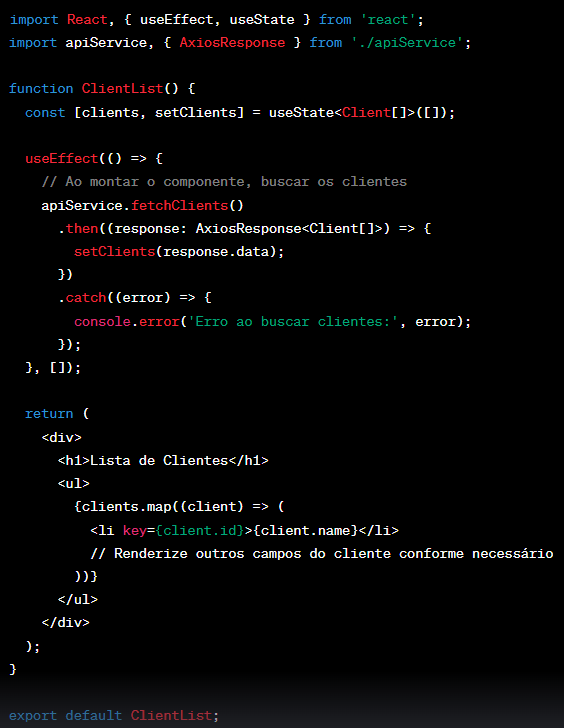 import React, { useEffect, useState } from 'react';
import apiService, { AxiosResponse } from './apiService';

function ClientList() {
  const [clients, setClients] = useState<Client[]>([]);

  useEffect(() => {
    // Ao montar o componente, buscar os clientes
    apiService.fetchClients()
      .then((response: AxiosResponse<Client[]>) => {
        setClients(response.data);
      })
      .catch((error) => {
        console.error('Erro ao buscar clientes:', error);
      });
  }, []);

  return (
    <div>
      <h1>Lista de Clientes</h1>
      <ul>
        {clients.map((client) => (
          <li key={client.id}>{client.name}</li>
          // Renderize outros campos do cliente conforme necessário
        ))}
      </ul>
    </div>
  );
}

export default ClientList;